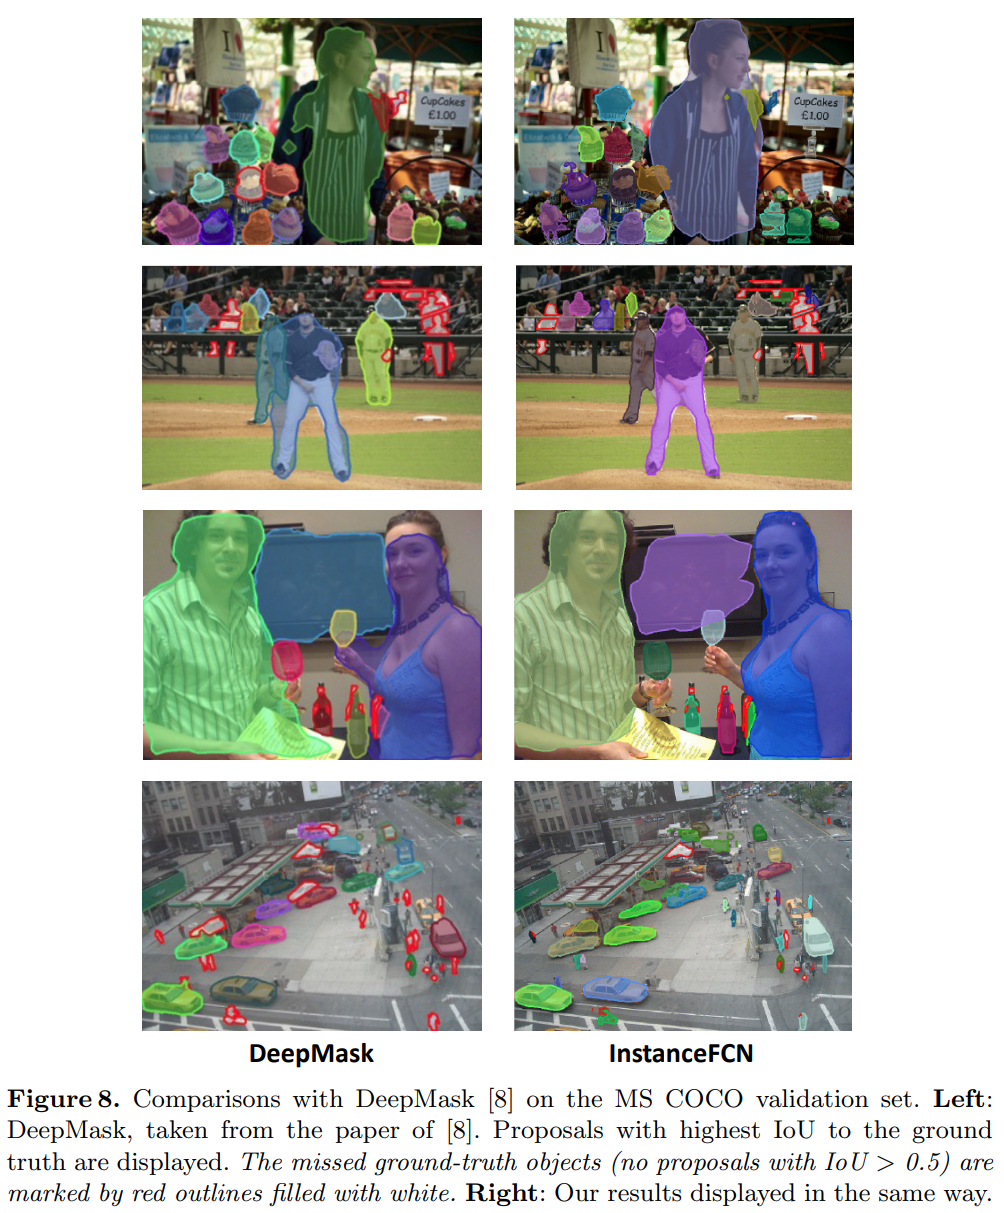 I
CupCakes
£1.00
I
CupCakes
£1.00
DeepMask
InstanceFCN
Figure 8. Comparisons with DeepMask [8] on the MS COCO validation set. Left:
DeepMask, taken from the paper of [8]. Proposals with highest IoU to the ground
truth are displayed. The missed ground-truth objects (no proposals with IoU > 0.5) are
marked by red outlines filled with white. Right: Our results displayed in the same way.